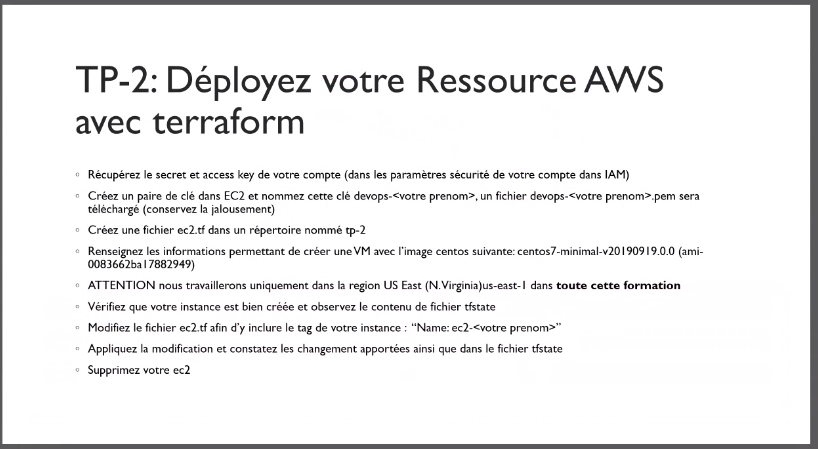 TP-2: Déployez votre Ressource AWS
avec terraform
◦ Récupérez le secret et access key de votre compte (dans les paramètres sécurité de votre compte dans IAM)
◦ Créez un paire de clé dans EC2 et nommez cette clé devops-<votre prenom>, un fichier devops-<votre prenom>.pem sera
téléchargé (conservez la jalousement)
◦ Créez une fichier ec2.tf dans un répertoire nommé tp-2
◦ Renseignez les informations permettant de créer une VM avec l'image centos suivante: centos7-minimal-v20190919.0.0 (ami-
0083662ba17882949)
◦ ATTENTION nous travaillerons uniquement dans la region US East (N. Virginia)us-east-1 dans toute cette formation
◦ Vérifiez que votre instance est bien créée et observez le contenu de fichier tfstate
◦ Modifiez le fichier ec2.tf afin d'y inclure le tag de votre instance : “Name: ec2-<votre prenom>”
◦ Appliquez la modification et constatez les changement apportées ainsi que dans le fichier tfstate
◦ Supprimez votre ec2